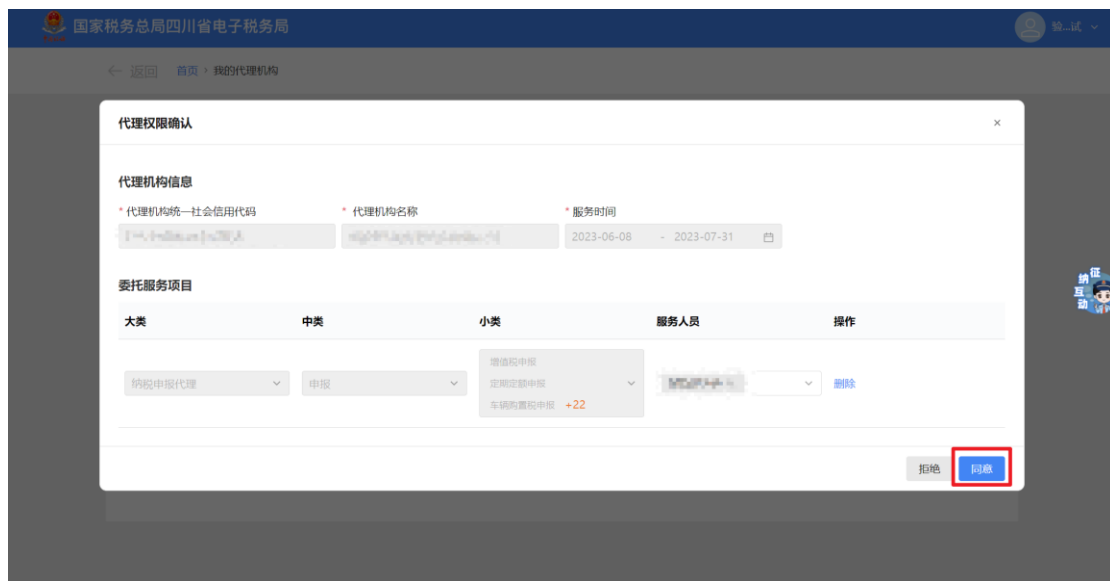 国家税务总局四川省电子税务局
验...试
← 返回 首页 › 我的代理机构
代理权限确认 ×
代理机构信息
* 代理机构统一社会信用代码 * 代理机构名称 * 服务时间
2023-06-08 - 2023-07-31
委托服务项目
大类 中类 小类 服务人员 操作
增值税申报
纳税申报代理 申报 定期定额申报 删除
车辆购置税申报 +22
拒绝 同意
征纳互动